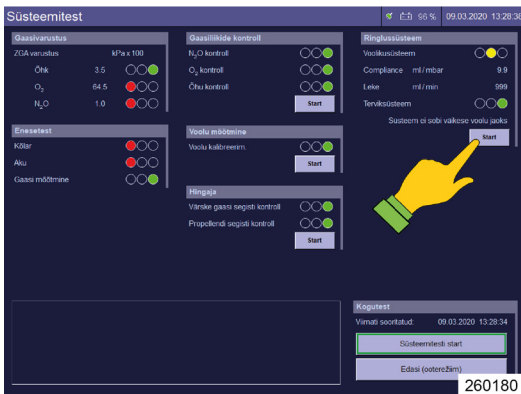 Süsteemitest
96 % 09.03.2020 13:28:38
Gaasivarustus
ZGA varustus kPa x 100
Õhk 3.5
O₂ 64.5
N₂O 1.0
Enesetest
Kõlar
Aku
Gaasi mõõtmine
Gaasiliikide kontroll
N₂O kontroll
O₂ kontroll
Õhu kontroll
Start
Voolu mõõtmine
Voolu kalibreerim.
Start
Hingaja
Värske gaasi segisti kontroll
Propellendi segisti kontroll
Start
Ringlussüsteem
Voolikusüsteem
Compliance ml / mbar 9.9
Leke ml / min 999
Terviksüsteem
Süsteem ei sobi väikese voolu jaoks
Start
Kogutest
Viimati sooritatud: 09.03.2020 13:28:34
Süsteemitesti start
Edasi (ooterežiim)
260180